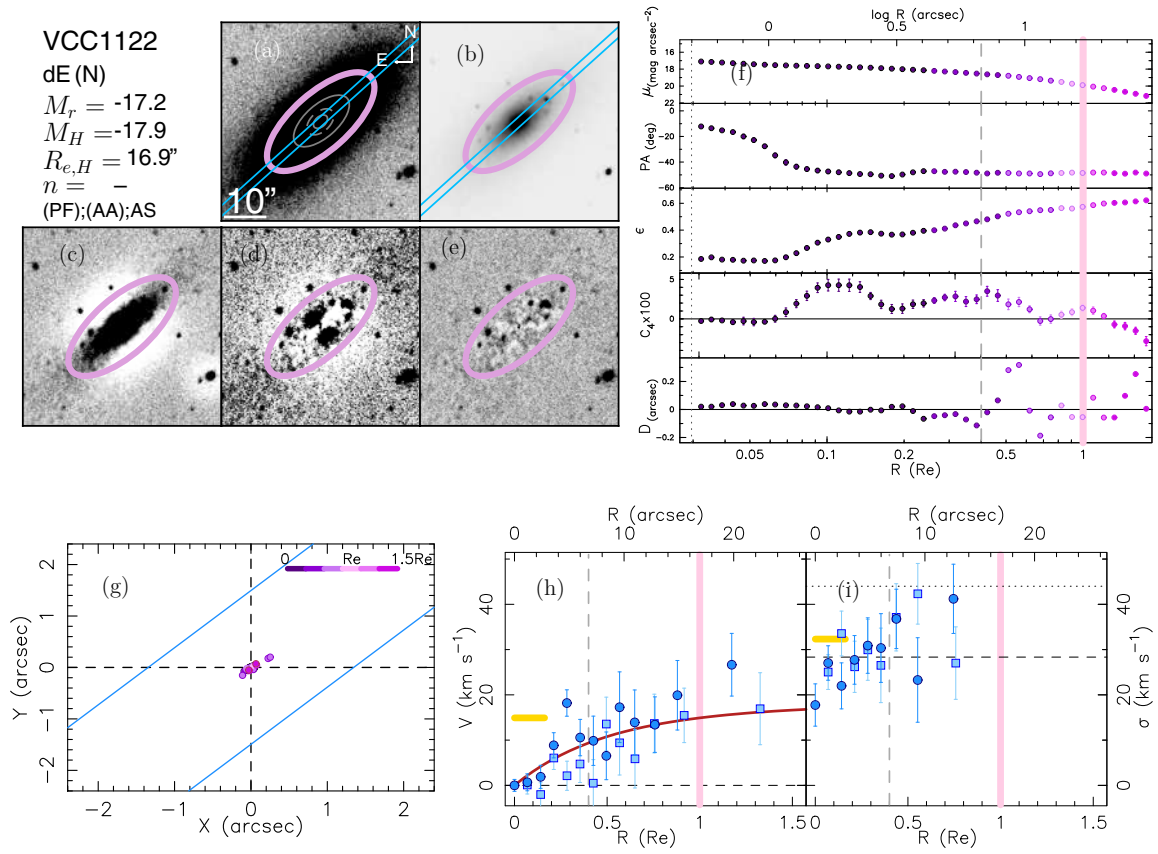 VCC1122
dE (N)
M_r = -17.2
M_H = -17.9
R_{e,H} = 16.9"
n = –
(PF);(AA);AS
(a)
N
E
10"
(b)
(c)
(d)
(e)
log R (arcsec)
0 0.5 1
(f)
μ (mag arcsec⁻²)
16
18
20
22
PA (deg)
0
−20
−40
−60
ϵ
0.6
0.4
0.2
C₄×100
5
0
D (arcsec)
0.2
0
−0.2
0.05 0.1 0.2 0.5 1
R (Re)
(g)
0 Re 1.5Re
Y (arcsec)
2
1
0
−1
−2
−2 −1 0 1 2
X (arcsec)
R (arcsec)
0 10 20
(h)
V (km s⁻¹)
40
20
0
0 0.5 1 1.5
R (Re)
R (arcsec)
0 10 20
(i)
σ (km s⁻¹)
40
20
0
0.5 1 1.5
R (Re)